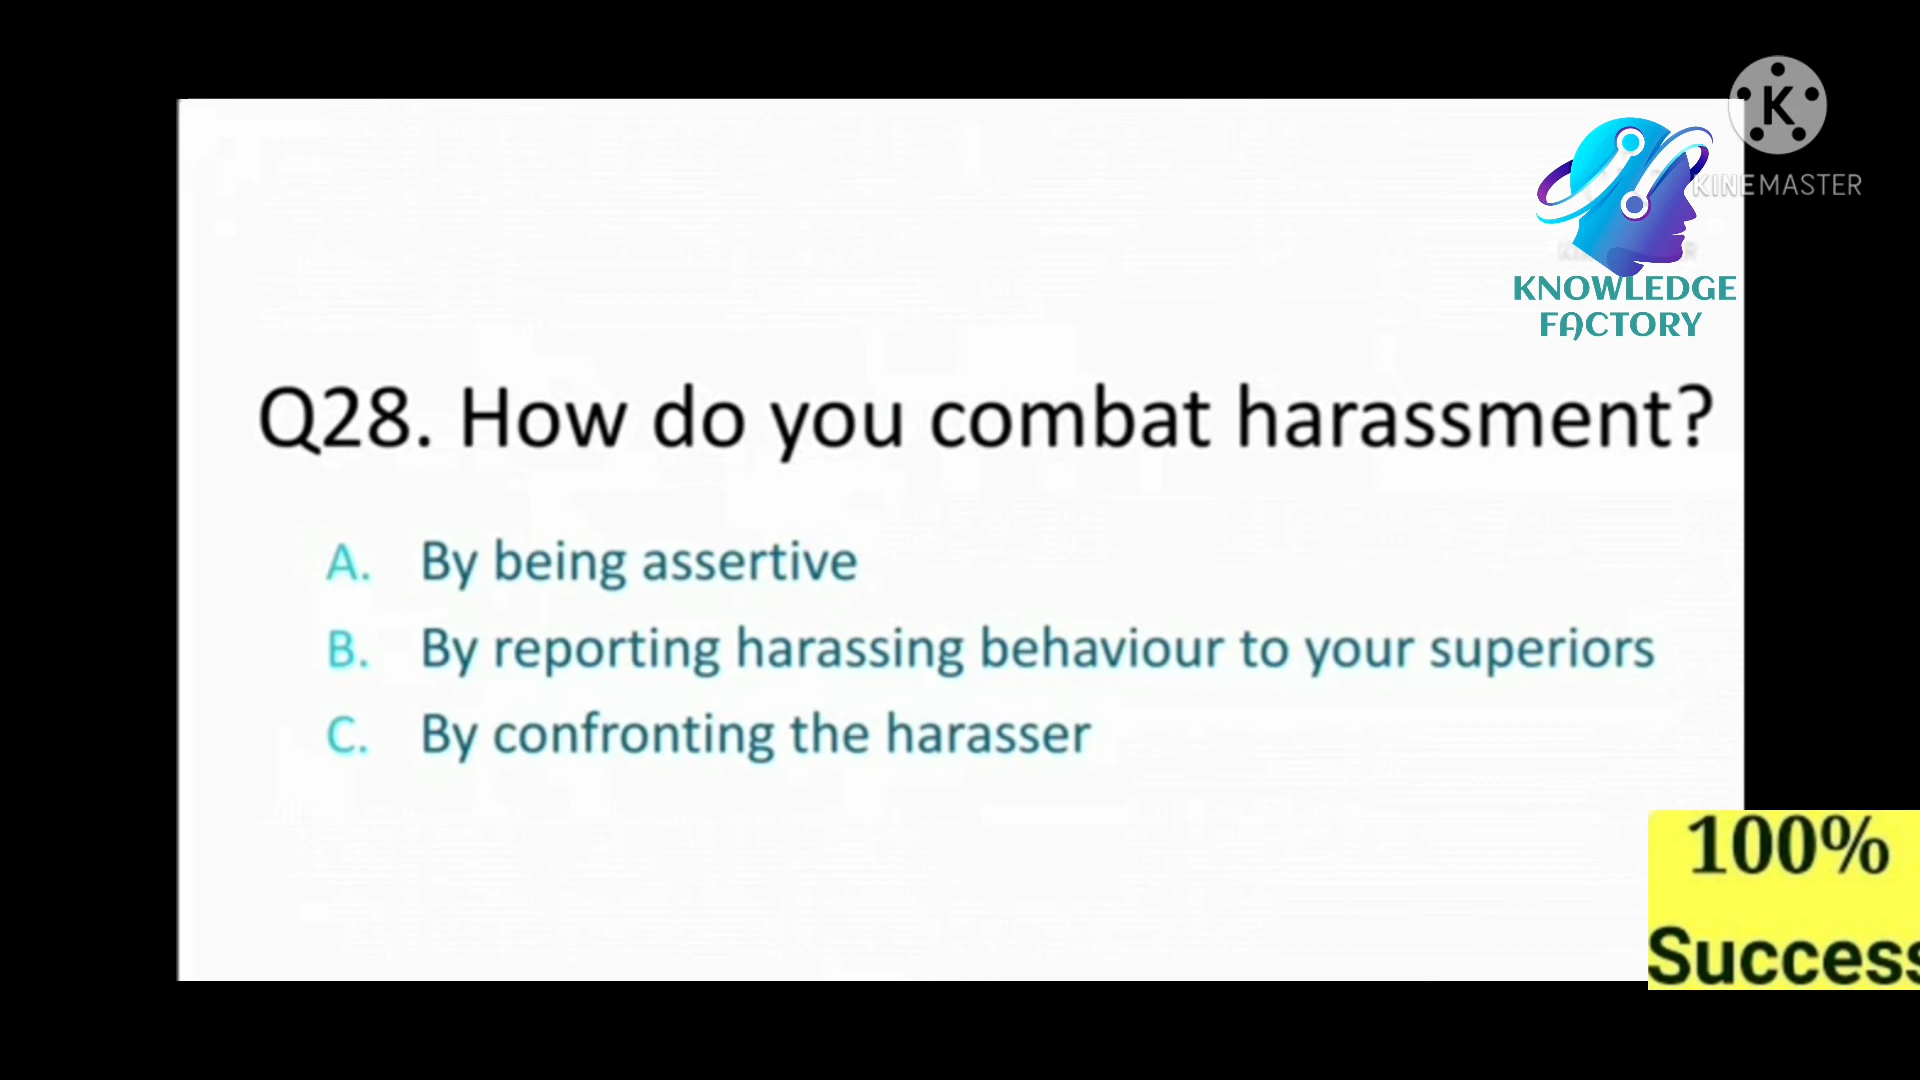 K
KINEMASTER
KNOWLEDGE
FACTORY
Q28. How do you combat harassment?
A. By being assertive
B. By reporting harassing behaviour to your superiors
C. By confronting the harasser
100%
Success